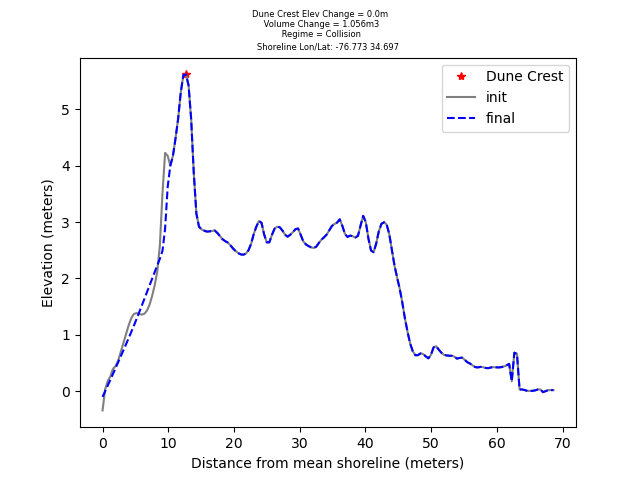 Dune Crest Elev Change = 0.0m
Volume Change = 1.056m3
Regime = Collision
Shoreline Lon/Lat: -76.773 34.697
Dune Crest
init
final
Elevation (meters)
5
4
3
2
1
0
0 10 20 30 40 50 60 70
Distance from mean shoreline (meters)